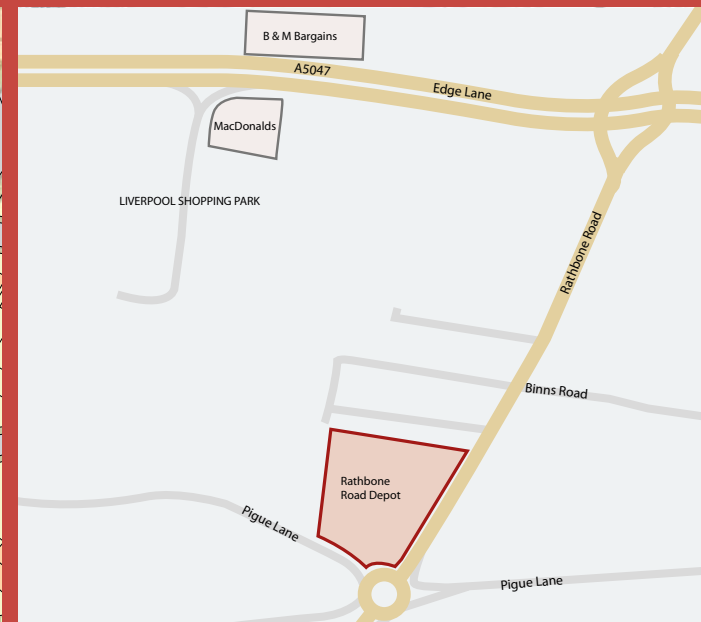 B & M Bargains
A5047
Edge Lane
MacDonalds
LIVERPOOL SHOPPING PARK
Rathbone Road
Binns Road
Rathbone
Road Depot
Pigue Lane
Pigue Lane